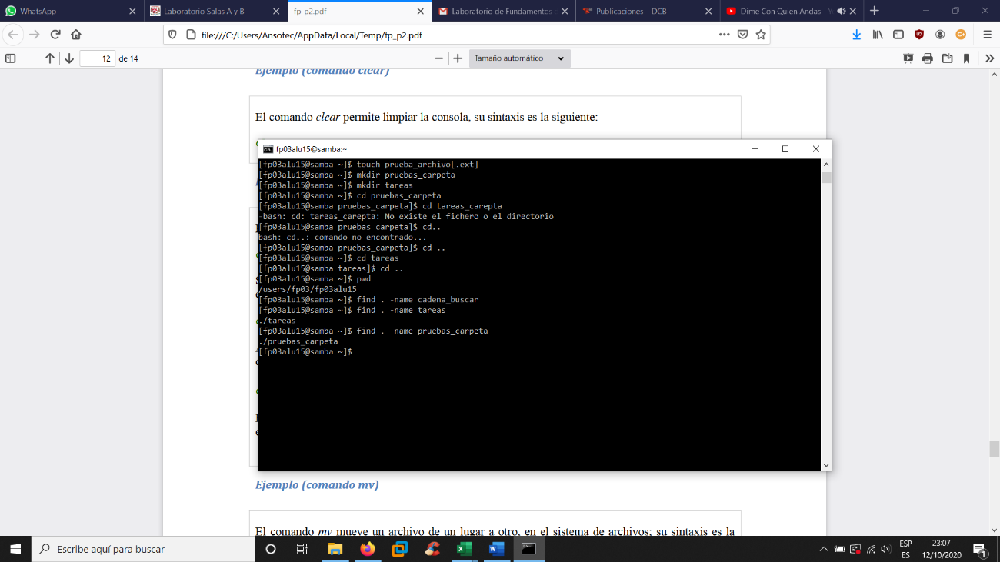 WhatsApp
Laboratorio Salas A y B
fp_p2.pdf
Laboratorio de Fundamentos
Publicaciones – DCB
Dime Con Quien Andas -
file:///C:/Users/Ansotec/AppData/Local/Temp/fp_p2.pdf
12 de 14
Tamaño automático
Ejemplo (comando clear)
El comando clear permite limpiar la consola, su sintaxis es la siguiente:
fp03alu15@samba:~
[fp03alu15@samba ~]$ touch prueba_archivo[.ext]
[fp03alu15@samba ~]$ mkdir pruebas_carpeta
[fp03alu15@samba ~]$ mkdir tareas
[fp03alu15@samba ~]$ cd pruebas_carpeta
[fp03alu15@samba pruebas_carpeta]$ cd tareas_carepta
-bash: cd: tareas_carepta: No existe el fichero o el directorio
[fp03alu15@samba pruebas_carpeta]$ cd..
bash: cd..: comando no encontrado...
[fp03alu15@samba pruebas_carpeta]$ cd ..
[fp03alu15@samba ~]$ cd tareas
[fp03alu15@samba tareas]$ cd ..
[fp03alu15@samba ~]$ pwd
/users/fp03/fp03alu15
[fp03alu15@samba ~]$ find . -name cadena_buscar
[fp03alu15@samba ~]$ find . -name tareas
./tareas
[fp03alu15@samba ~]$ find . -name pruebas_carpeta
./pruebas_carpeta
[fp03alu15@samba ~]$
Ejemplo (comando mv)
El comando mv mueve un archivo de un lugar a otro, en el sistema de archivos; su sintaxis es la
Escribe aquí para buscar
ESP
ES
23:07
12/10/2020
1